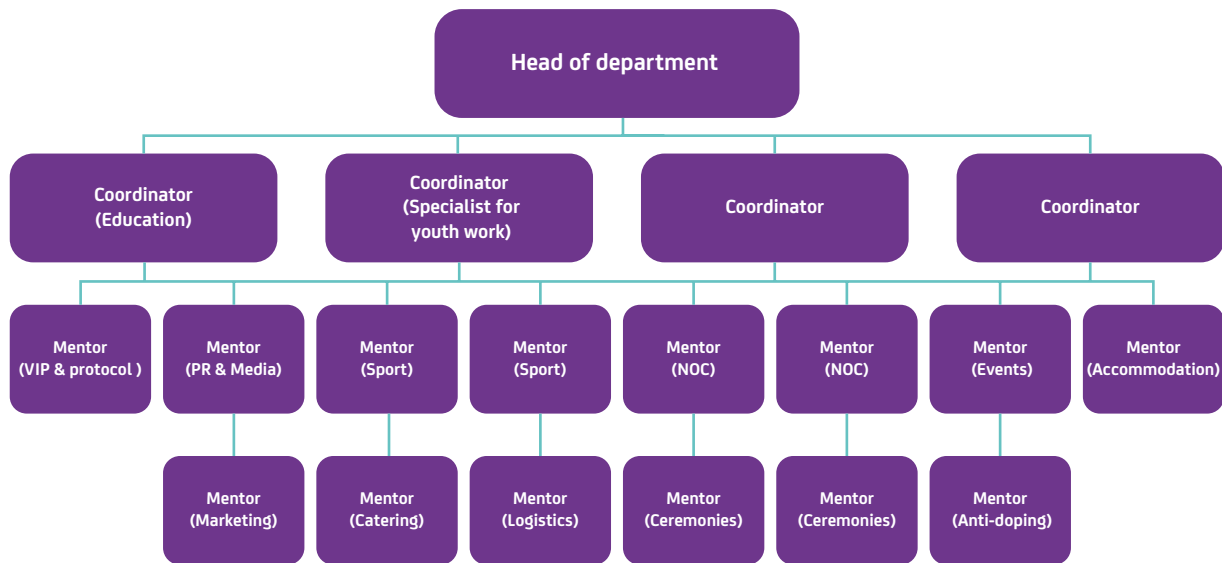 Head of department
Coordinator
(Education)
Coordinator
(Specialist for
youth work)
Coordinator
Coordinator
Mentor
(VIP & protocol )
Mentor
(PR & Media)
Mentor
(Sport)
Mentor
(Sport)
Mentor
(NOC)
Mentor
(NOC)
Mentor
(Events)
Mentor
(Accommodation)
Mentor
(Marketing)
Mentor
(Catering)
Mentor
(Logistics)
Mentor
(Ceremonies)
Mentor
(Ceremonies)
Mentor
(Anti-doping)